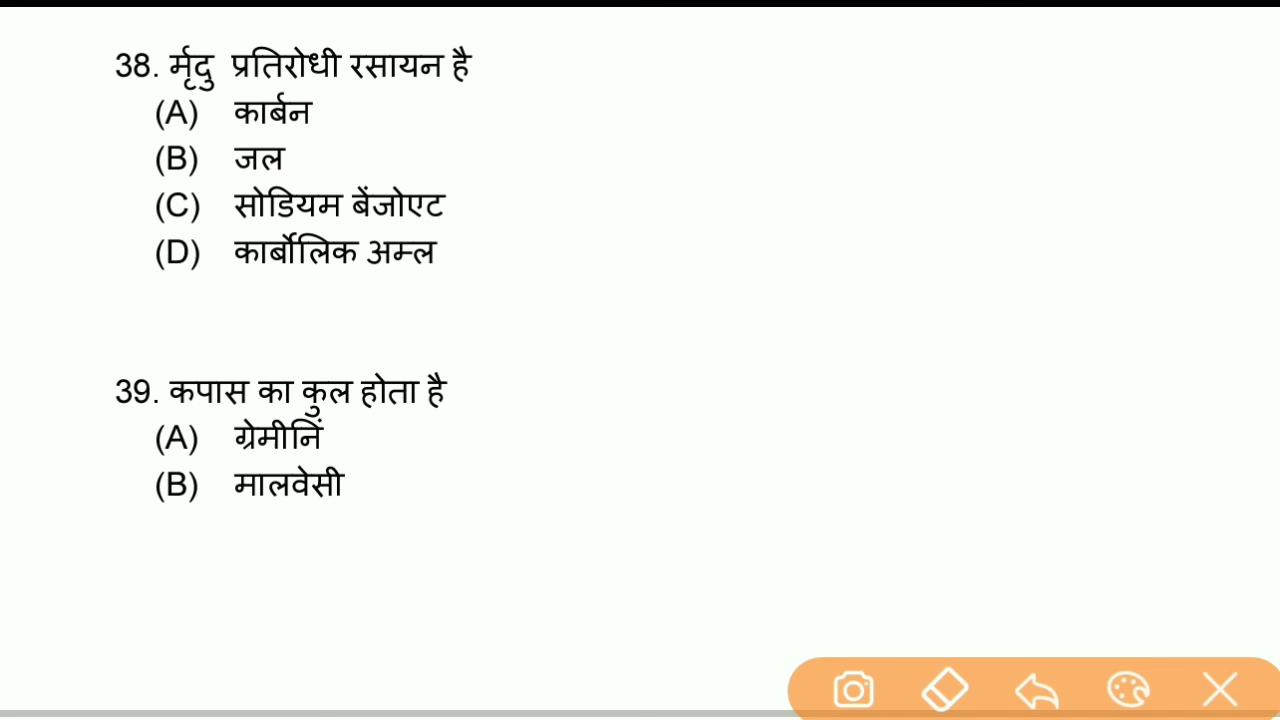 38. र्मृदु प्रतिरोधी रसायन है
(A) कार्बन
(B) जल
(C) सोडियम बेंजोएट
(D) कार्बोलिक अम्ल
39. कपास का कुल होता है
(A) ग्रेमीनिं
(B) मालवेसी